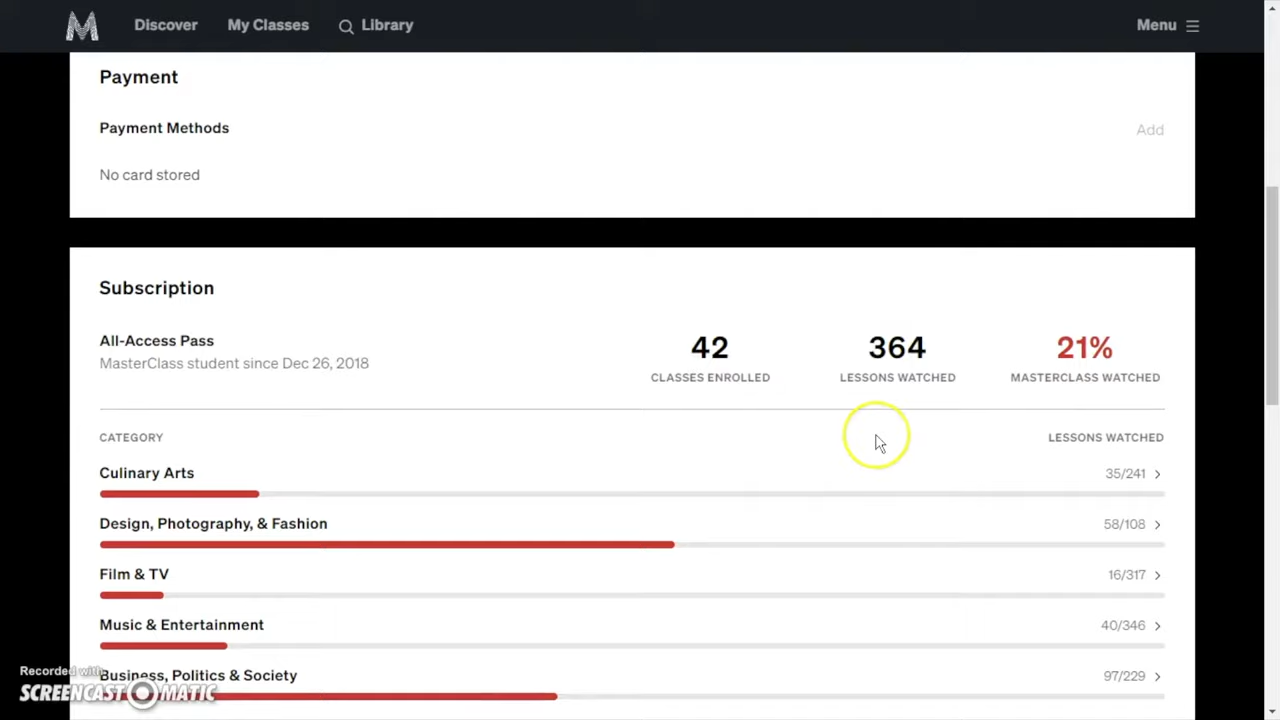 M Discover My Classes Library Menu
Payment
Payment Methods Add
No card stored
Subscription
All-Access Pass
MasterClass student since Dec 26, 2018
42 364 21%
CLASSES ENROLLED LESSONS WATCHED MASTERCLASS WATCHED
CATEGORY LESSONS WATCHED
Culinary Arts 35/241
Design, Photography, & Fashion 58/108
Film & TV 16/317
Music & Entertainment 40/346
Business, Politics & Society 97/229
Recorded with
SCREENCAST-O-MATIC